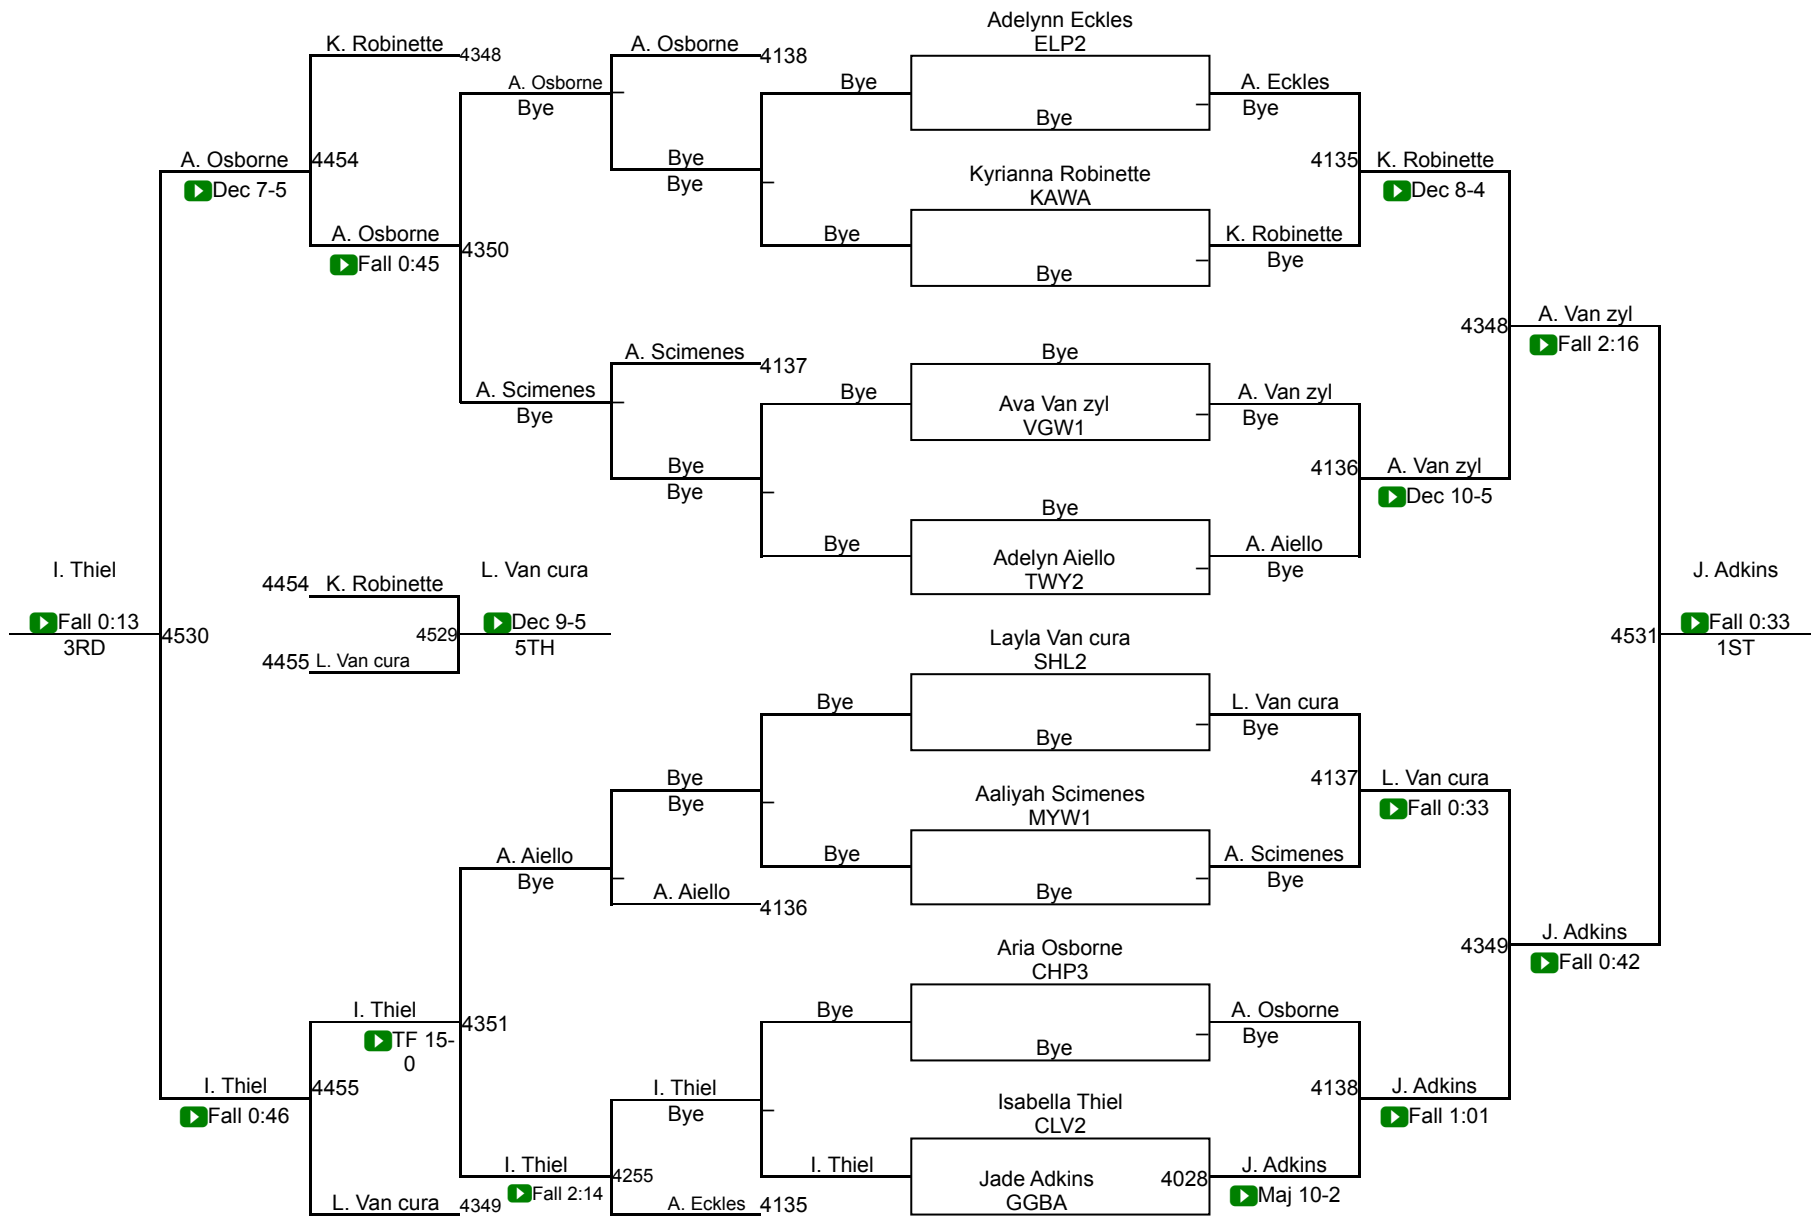 Adelynn Eckles
ELP2
K. Robinette
4348
A. Osborne
4138
A. Osborne
Bye
Bye
A. Eckles
Bye
Bye
A. Osborne
4454
Dec 7-5
Bye
Bye
Kyrianna Robinette
KAWA
4135
K. Robinette
Dec 8-4
A. Osborne
4350
Fall 0:45
Bye
K. Robinette
Bye
Bye
A. Scimenes
4137
Bye
4348
A. Van zyl
Fall 2:16
A. Scimenes
Bye
Bye
Ava Van zyl
VGW1
A. Van zyl
Bye
Bye
Bye
4136
A. Van zyl
Dec 10-5
Bye
Bye
Adelyn Aiello
TWY2
A. Aiello
Bye
I. Thiel
Fall 0:13
3RD
4530
4454
K. Robinette
4455
L. Van cura
4529
L. Van cura
Dec 9-5
5TH
J. Adkins
4531
Fall 0:33
1ST
Layla Van cura
SHL2
Bye
Bye
L. Van cura
Bye
Bye
Bye
Aaliyah Scimenes
MYW1
4137
L. Van cura
Fall 0:33
A. Aiello
Bye
Bye
Bye
A. Scimenes
Bye
A. Aiello
4136
Aria Osborne
CHP3
4349
J. Adkins
Fall 0:42
I. Thiel
4351
TF 15-
0
Bye
Bye
A. Osborne
Bye
I. Thiel
4455
Fall 0:46
I. Thiel
Bye
Isabella Thiel
CLV2
4138
J. Adkins
Fall 1:01
I. Thiel
4255
Fall 2:14
I. Thiel
Jade Adkins
GGBA
4028
J. Adkins
Maj 10-2
L. Van cura
4349
A. Eckles
4135